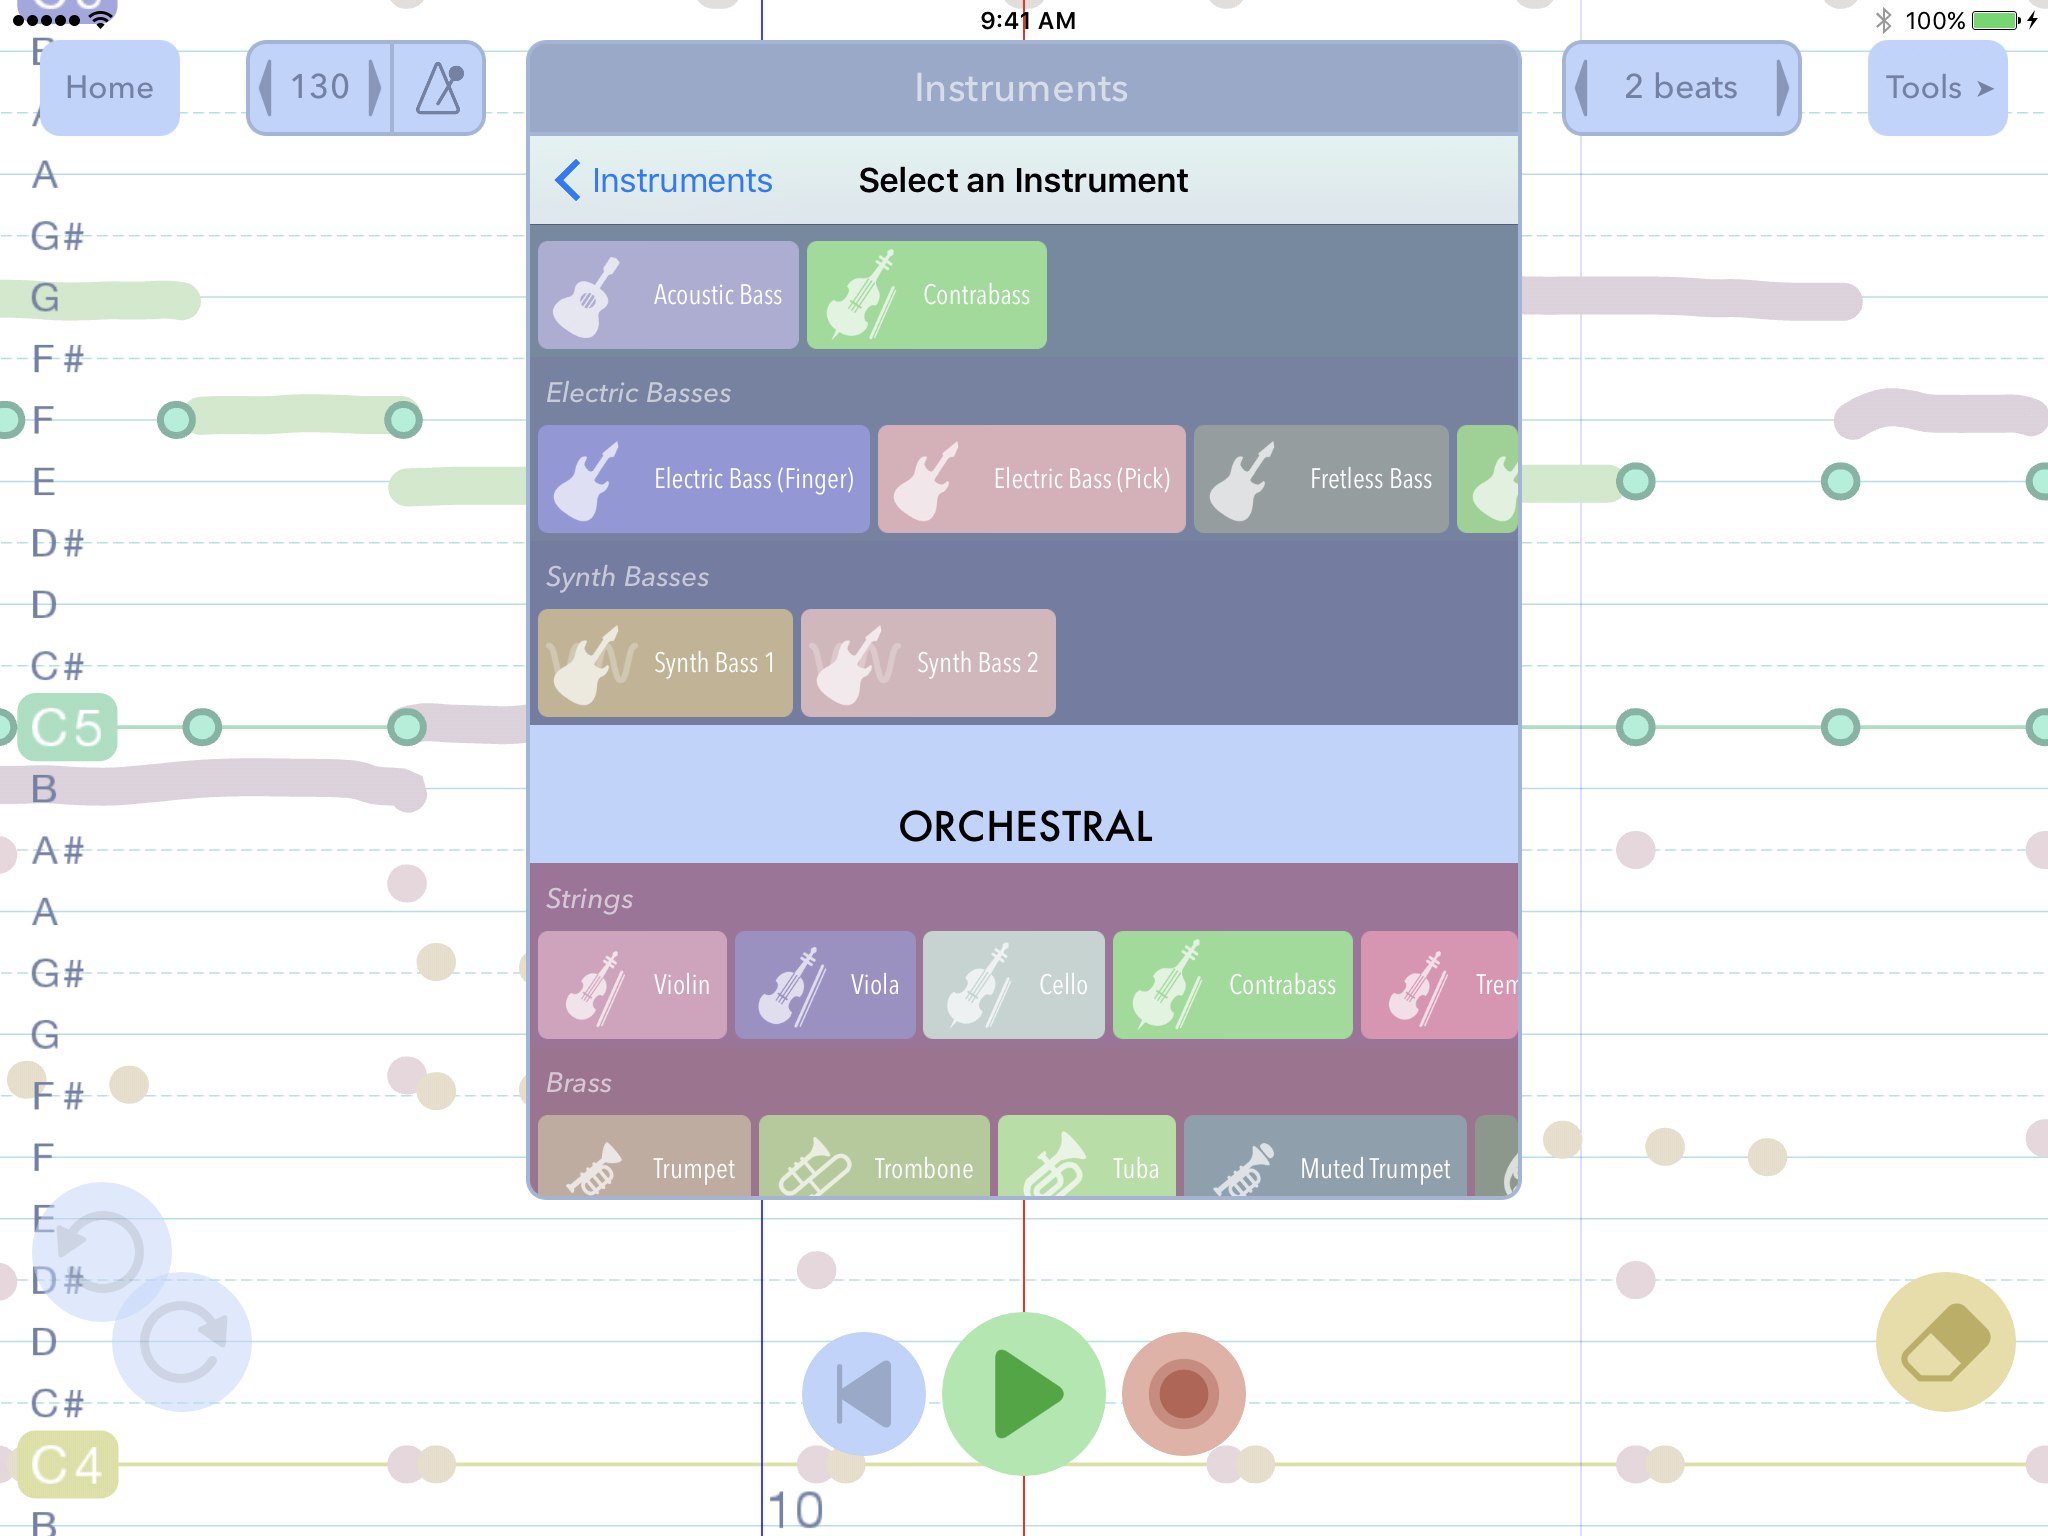 9:41 AM
100%
Home
130
Instruments
2 beats
Tools
Instruments
Select an Instrument
Acoustic Bass
Contrabass
Electric Basses
Electric Bass (Finger)
Electric Bass (Pick)
Fretless Bass
Synth Basses
Synth Bass 1
Synth Bass 2
ORCHESTRAL
Strings
Violin
Viola
Cello
Contrabass
Trem
Brass
Trumpet
Trombone
Tuba
Muted Trumpet
A
G#
G
F#
F
E
D#
D
C#
C5
B
A#
A
G#
G
F#
F
E
D#
D
C#
C4
B
10